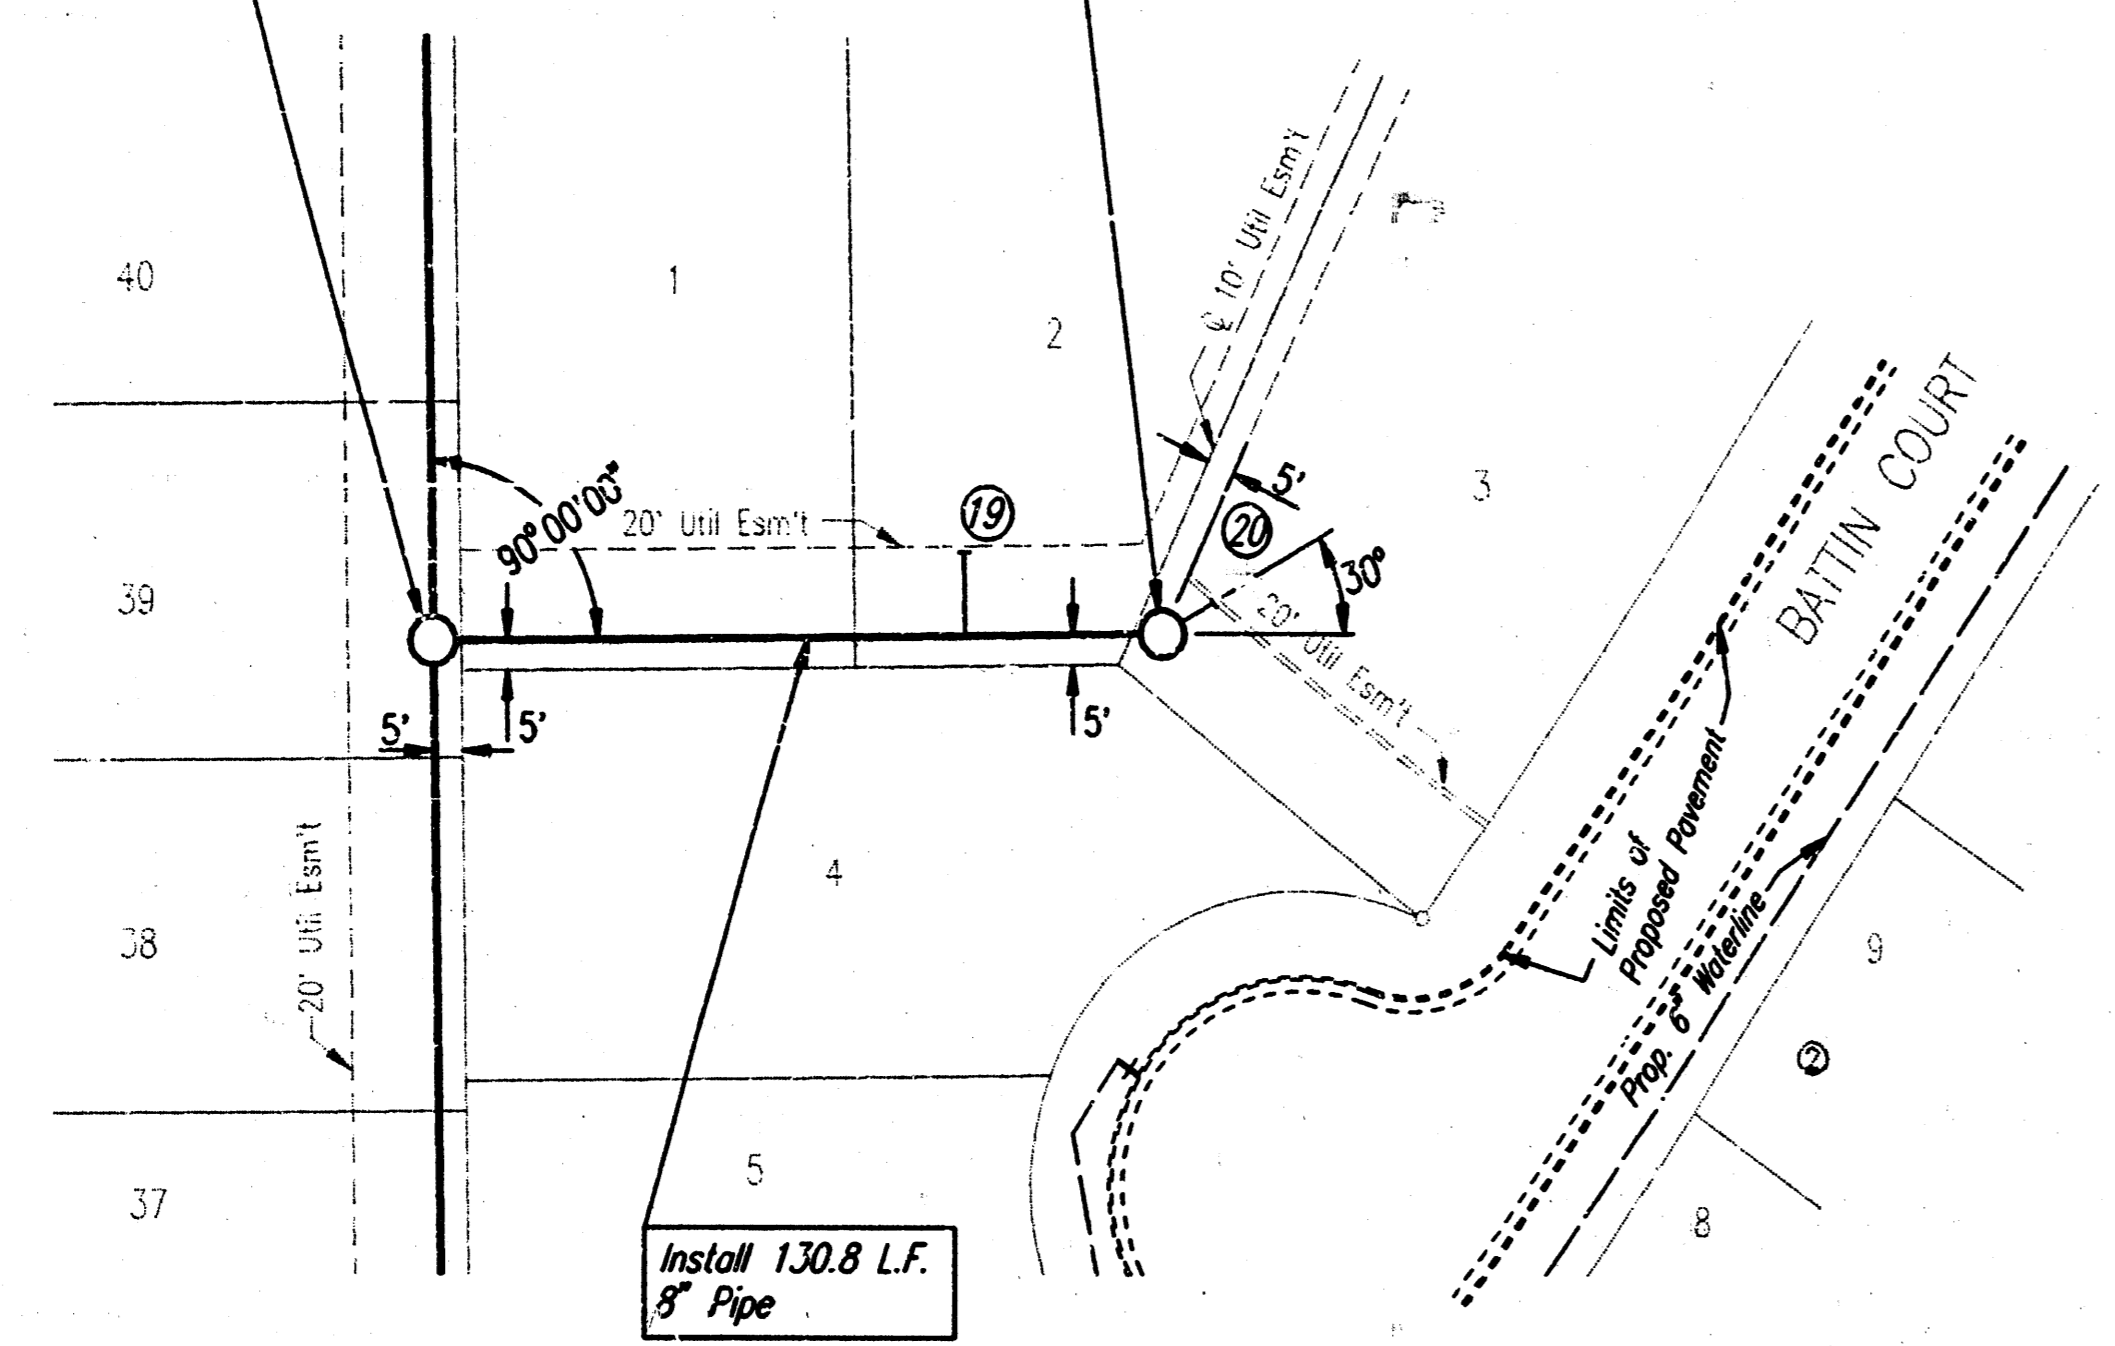 40
1
2
℄ 10' Util Esm't
3
BATTIN COURT
90°00'00"
20' Util Esm't
19
5'
20
30°
39
20' Util Esm't
5'
5'
5'
Limits of
Proposed Pavement
Prop. 6" Waterline
4
38
20' Util Esm't
9
2
37
5
8
Install 130.8 L.F.
8" Pipe